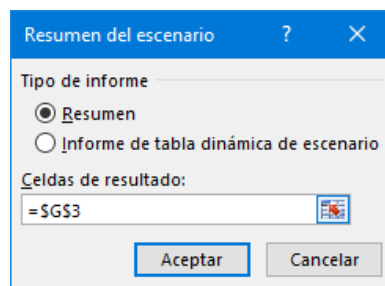 Resumen del escenario ? ×
Tipo de informe
Resumen
Informe de tabla dinámica de escenario
Celdas de resultado:
=$G$3
Aceptar Cancelar